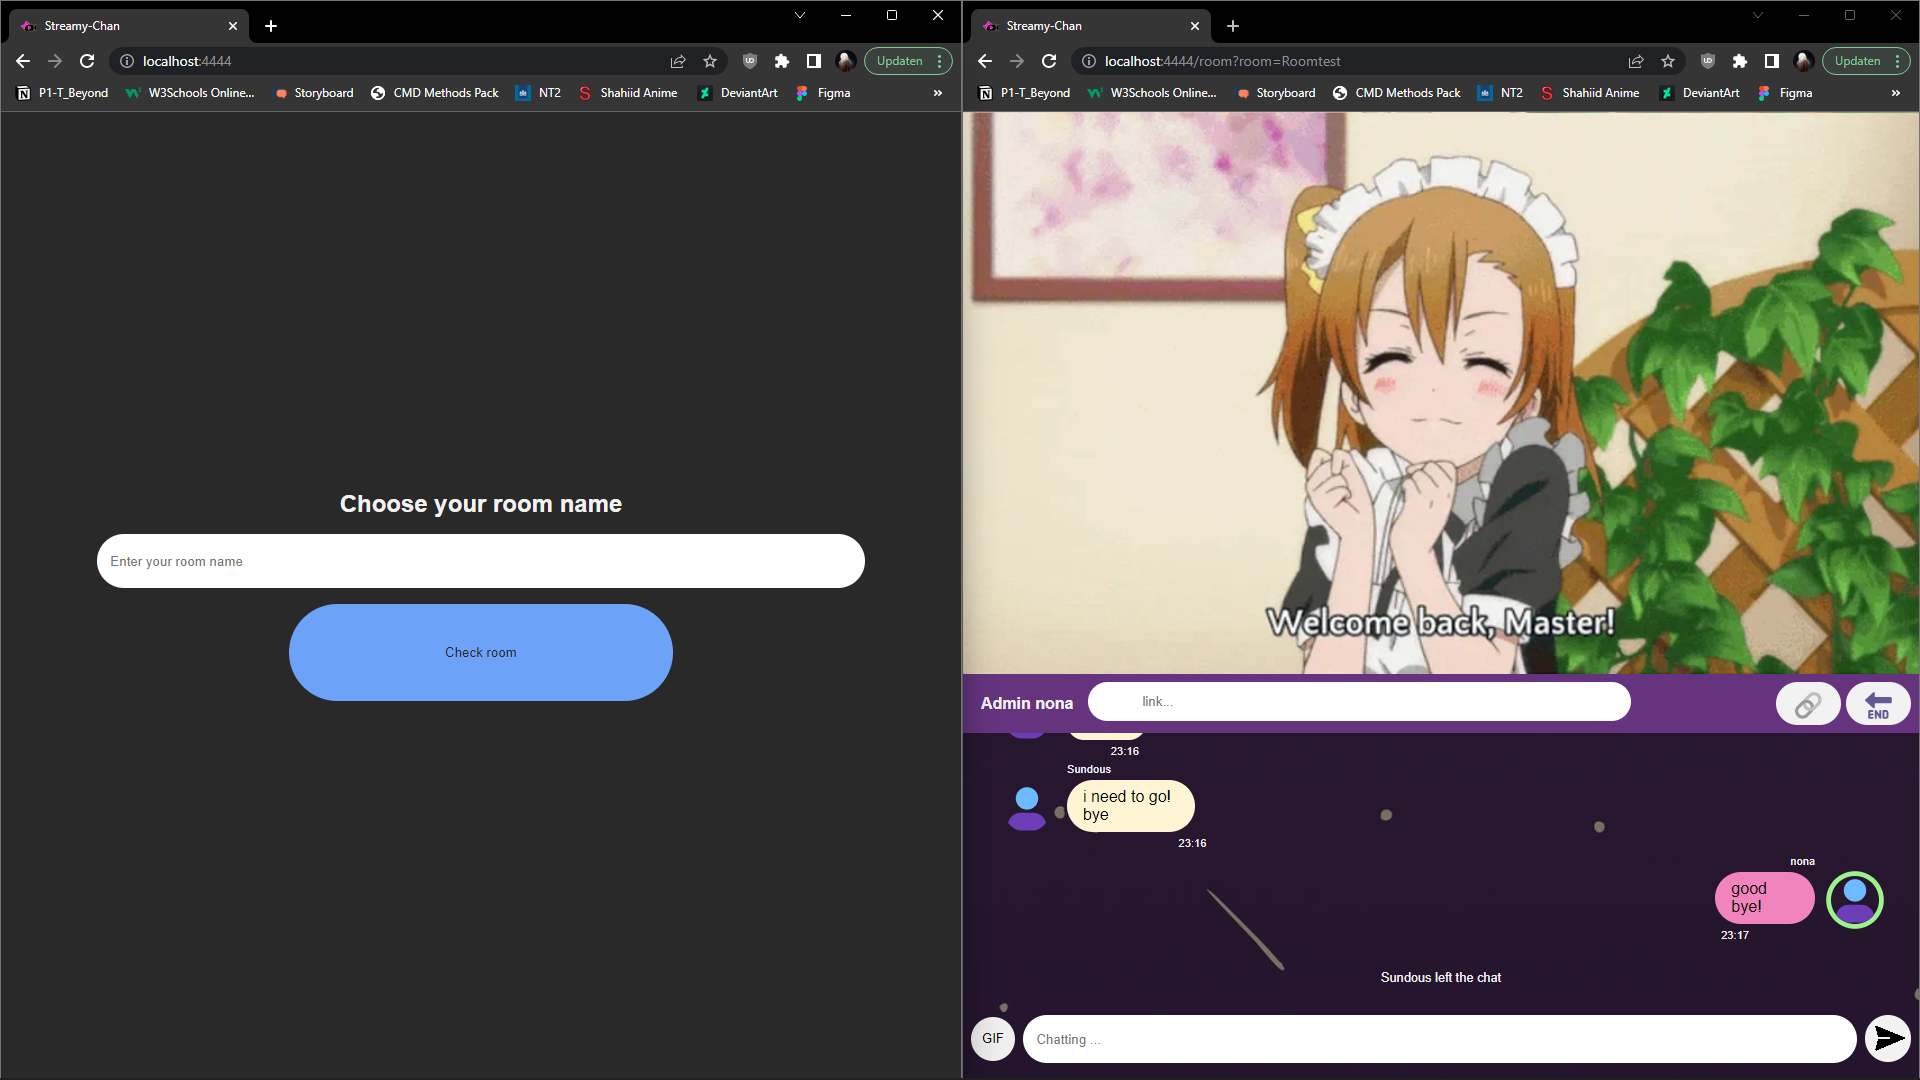 Streamy-Chan
localhost:4444
Updaten
P1-T_Beyond
W3Schools Online...
Storyboard
CMD Methods Pack
NT2
Shahiid Anime
DeviantArt
Figma
»
Choose your room name
Enter your room name
Check room
Streamy-Chan
localhost:4444/room?room=Roomtest
Updaten
P1-T_Beyond
W3Schools Online...
Storyboard
CMD Methods Pack
NT2
Shahiid Anime
DeviantArt
Figma
»
Welcome back, Master!
Admin nona
link...
END
23:16
Sundous
i need to go!
bye
23:16
nona
good
bye!
23:17
Sundous left the chat
GIF
Chatting ...